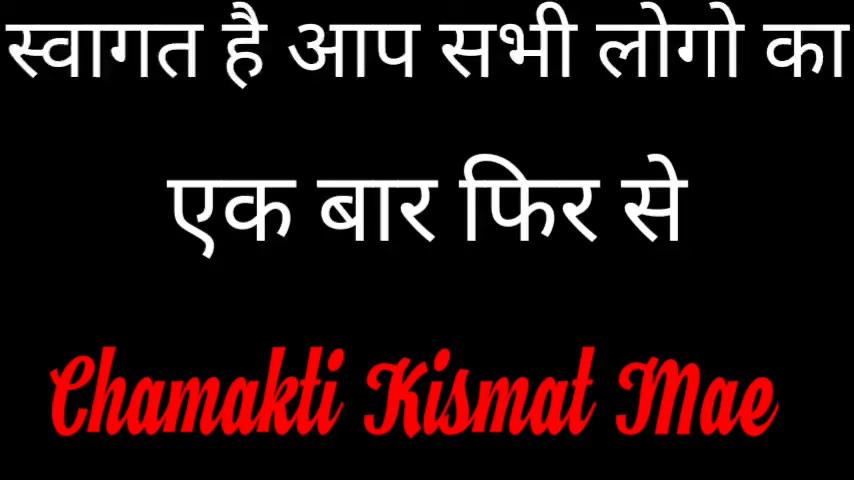 स्वागत है आप सभी लोगो का
एक बार फिर से
Chamakti Kismat Mae